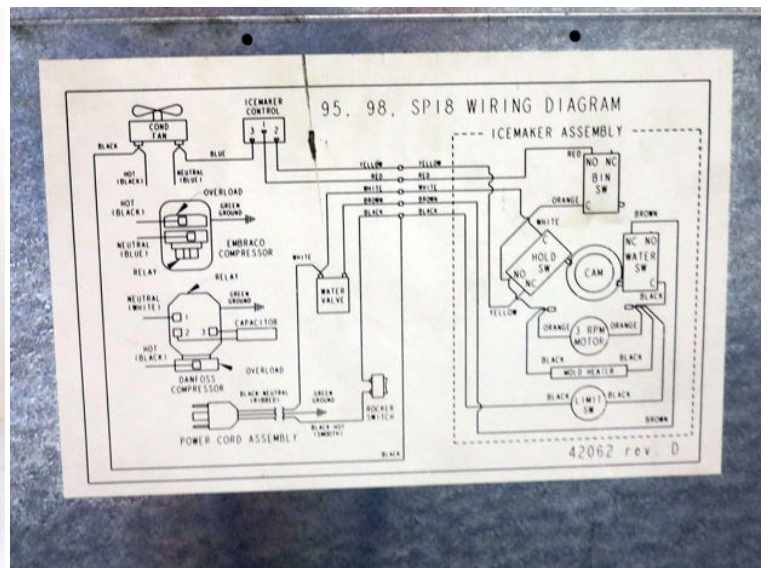 95, 98, SP18 WIRING DIAGRAM
ICEMAKER
CONTROL
3 1 2
COND
FAN
BLACK
BLUE
HOT
(BLACK)
NEUTRAL
(BLUE)
OVERLOAD
HOT
(BLACK)
GREEN
GROUND
NEUTRAL
(BLUE)
EMBRACO
COMPRESSOR
RELAY
RELAY
NEUTRAL
(WHITE)
GREEN
GROUND
1
2 3
CAPACITOR
HOT
(BLACK)
OVERLOAD
DANFOSS
COMPRESSOR
BLACK-NEUTRAL
(RIBBED)
GREEN
GROUND
BLACK-HOT
(SMOOTH)
POWER CORD ASSEMBLY
ROCKER
SWITCH
WHITE
WATER
VALVE
BLACK
YELLOW YELLOW
RED RED
WHITE WHITE
BROWN BROWN
BLACK BLACK
ICEMAKER ASSEMBLY
RED
NO NC
BIN
SW
C
ORANGE
WHITE
BROWN
C
HOLD
SW
NO
NC
CAM
NC NO
WATER
SW
C
BLACK
YELLOW
ORANGE
3 RPM
MOTOR
ORANGE
BLACK BLACK
MOLD HEATER
BLACK
LIMIT
SW
BLACK
BROWN
42062 rev. D